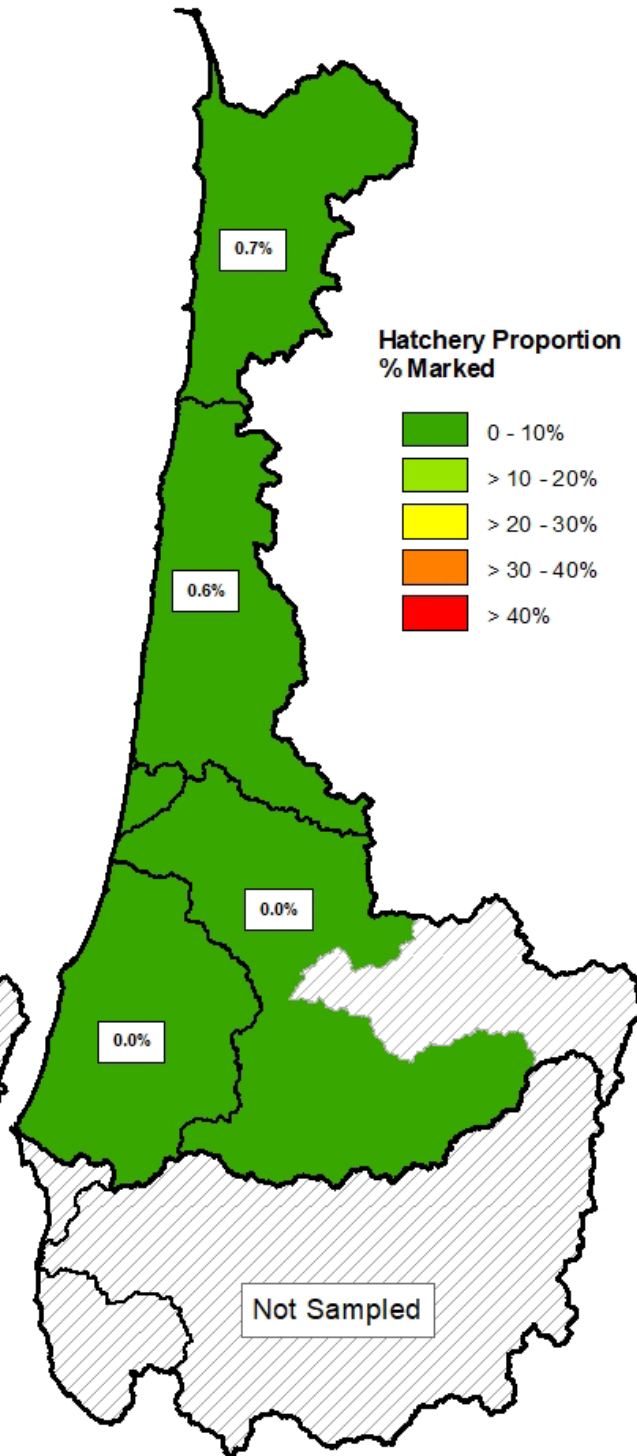 0.7%
Hatchery Proportion
% Marked
0 - 10%
> 10 - 20%
> 20 - 30%
> 30 - 40%
> 40%
0.6%
0.0%
0.0%
Not Sampled